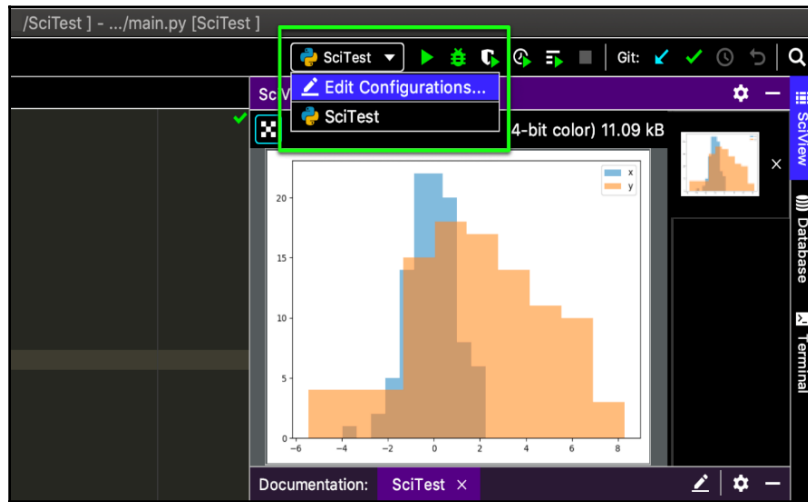 /SciTest ] - .../main.py [SciTest ]
SciTest Git:
SciV
Edit Configurations...
SciTest
4-bit color) 11.09 kB
x
y
20
15
10
5
0
−6 −4 −2 0 2 4 6 8
SciView
Database
Terminal
Documentation: SciTest ×